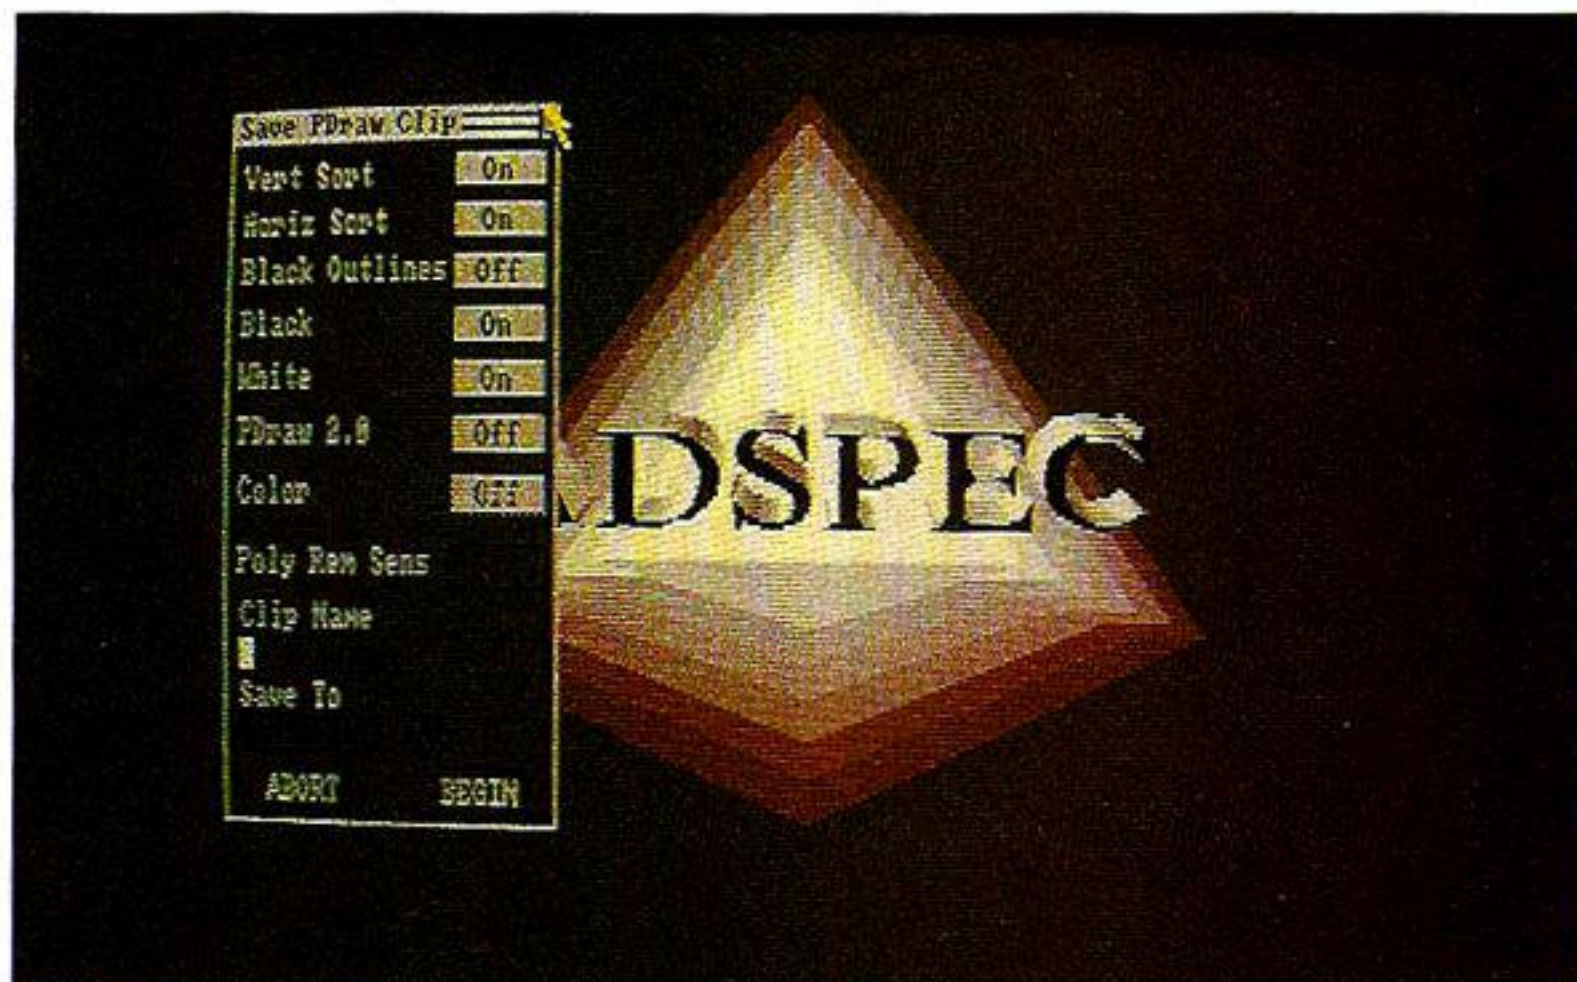 Save PDraw Clip
Vert Sort On
Horiz Sort On
Black Outlines Off
Black On
White On
PDraw 2.0 Off
Color Off
Poly Rem Sens
Clip Name
Save To
ABORT BEGIN
ADSPEC